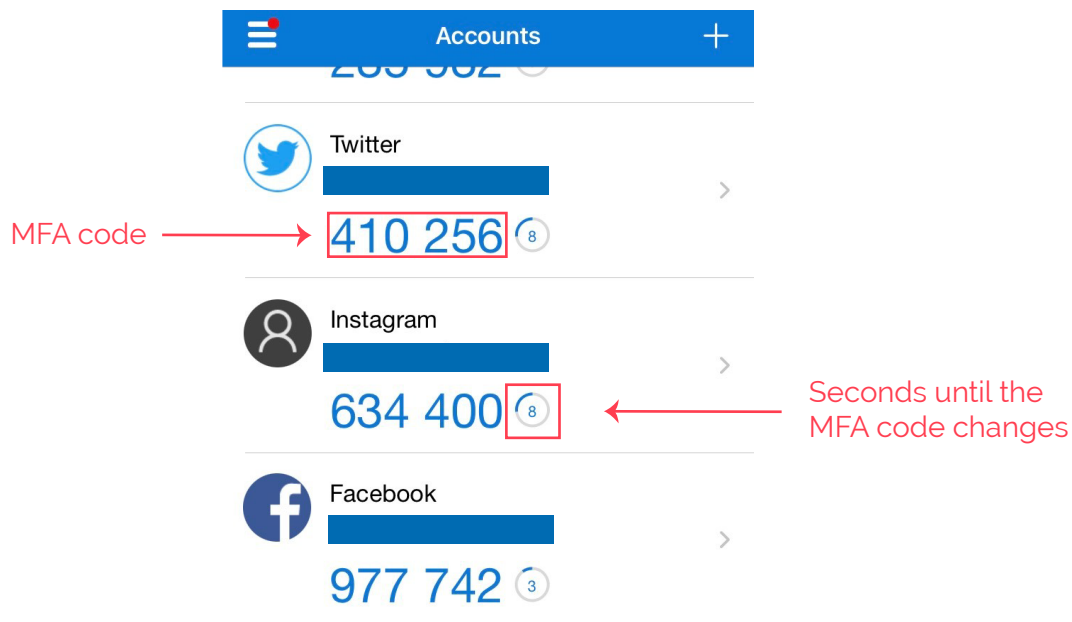 Accounts
Twitter
MFA code
410 256 8
Instagram
634 400 8
Seconds until the
MFA code changes
Facebook
977 742 3